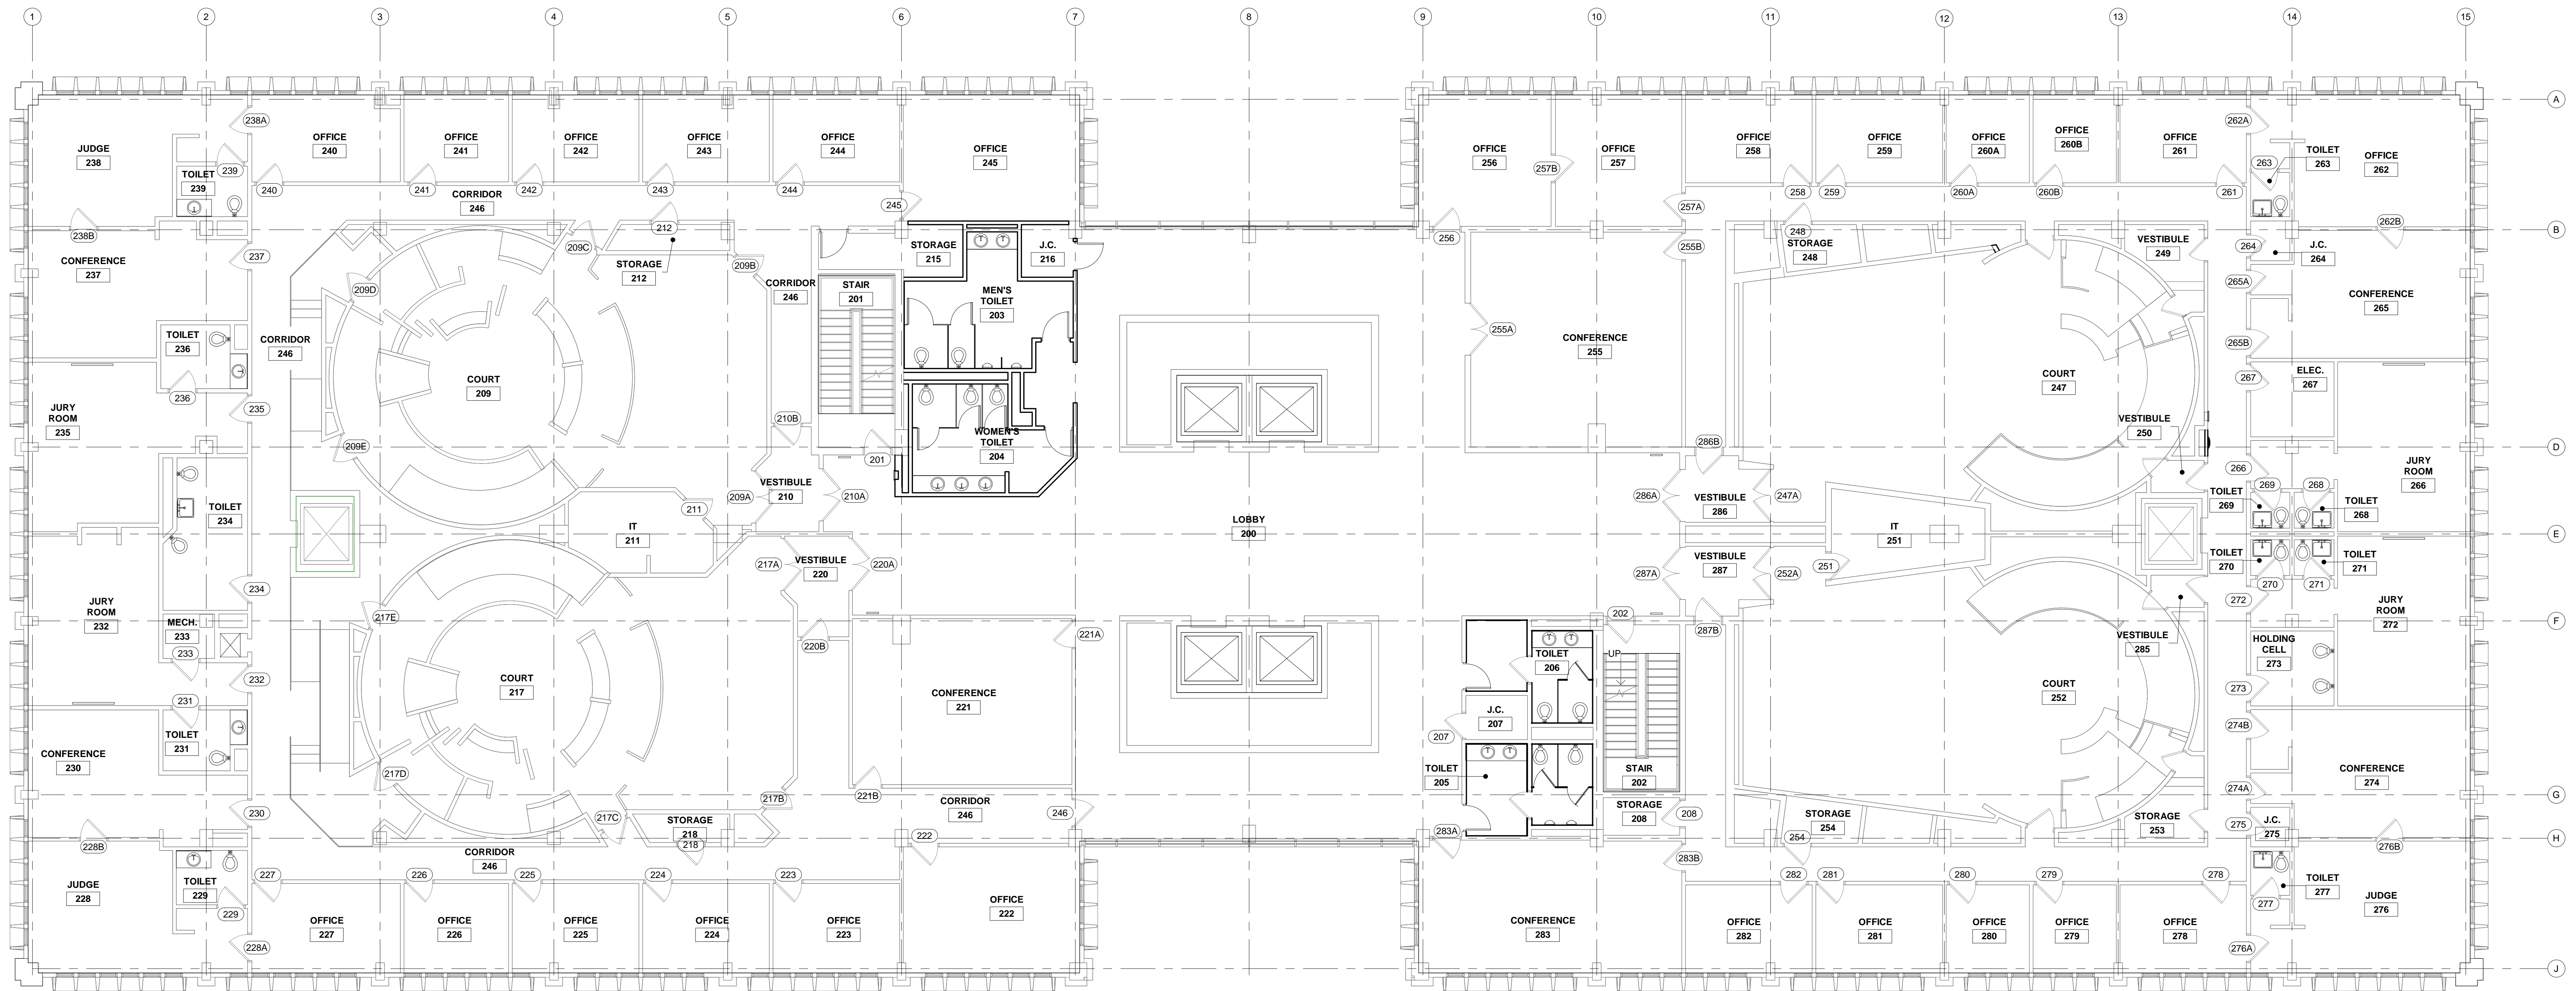 1 2 3 4 5 6 7 8 9 10 11 12 13 14 15
A
B
D
E
F
G
H
J
JUDGE
238
238A
238B
TOILET
239
239
OFFICE
240
240
OFFICE
241
241
OFFICE
242
242
OFFICE
243
243
OFFICE
244
244
OFFICE
245
245
CORRIDOR
246
CONFERENCE
237
237
TOILET
236
236
CORRIDOR
246
JURY
ROOM
235
235
COURT
209
209A
209B
209C
209D
209E
STORAGE
212
212
CORRIDOR
246
STAIR
201
201
STORAGE
215
J.C.
216
MEN'S
TOILET
203
WOMEN'S
TOILET
204
VESTIBULE
210
210A
210B
TOILET
234
234
IT
211
211
VESTIBULE
220
220A
220B
JURY
ROOM
232
232
MECH.
233
233
TOILET
231
231
CONFERENCE
230
230
COURT
217
217A
217B
217C
217D
217E
STORAGE
218
218
CORRIDOR
246
CONFERENCE
221
221A
221B
CORRIDOR
246
246
JUDGE
228
228A
228B
TOILET
229
229
OFFICE
227
227
OFFICE
226
226
OFFICE
225
225
OFFICE
224
224
OFFICE
223
223
OFFICE
222
222
LOBBY
200
OFFICE
256
256
OFFICE
257
257A
257B
OFFICE
258
258
OFFICE
259
259
OFFICE
260A
260A
OFFICE
260B
260B
OFFICE
261
261
OFFICE
262
262A
262B
TOILET
263
263
J.C.
264
264
CONFERENCE
265
265A
265B
CONFERENCE
255
255A
255B
STORAGE
248
248
VESTIBULE
249
COURT
247
247A
VESTIBULE
250
ELEC.
267
267
JURY
ROOM
266
266
TOILET
269
269
TOILET
268
268
TOILET
270
270
TOILET
271
271
VESTIBULE
286
286A
286B
VESTIBULE
287
287A
287B
252A
IT
251
251
JURY
ROOM
272
272
HOLDING
CELL
273
273
VESTIBULE
285
COURT
252
TOILET
206
UP
J.C.
207
207
TOILET
205
STAIR
202
202
STORAGE
208
208
CONFERENCE
274
274A
274B
STORAGE
254
254
STORAGE
253
J.C.
275
275
TOILET
277
277
JUDGE
276
276A
276B
CONFERENCE
283
283A
283B
OFFICE
282
282
OFFICE
281
281
OFFICE
280
280
OFFICE
279
279
OFFICE
278
278